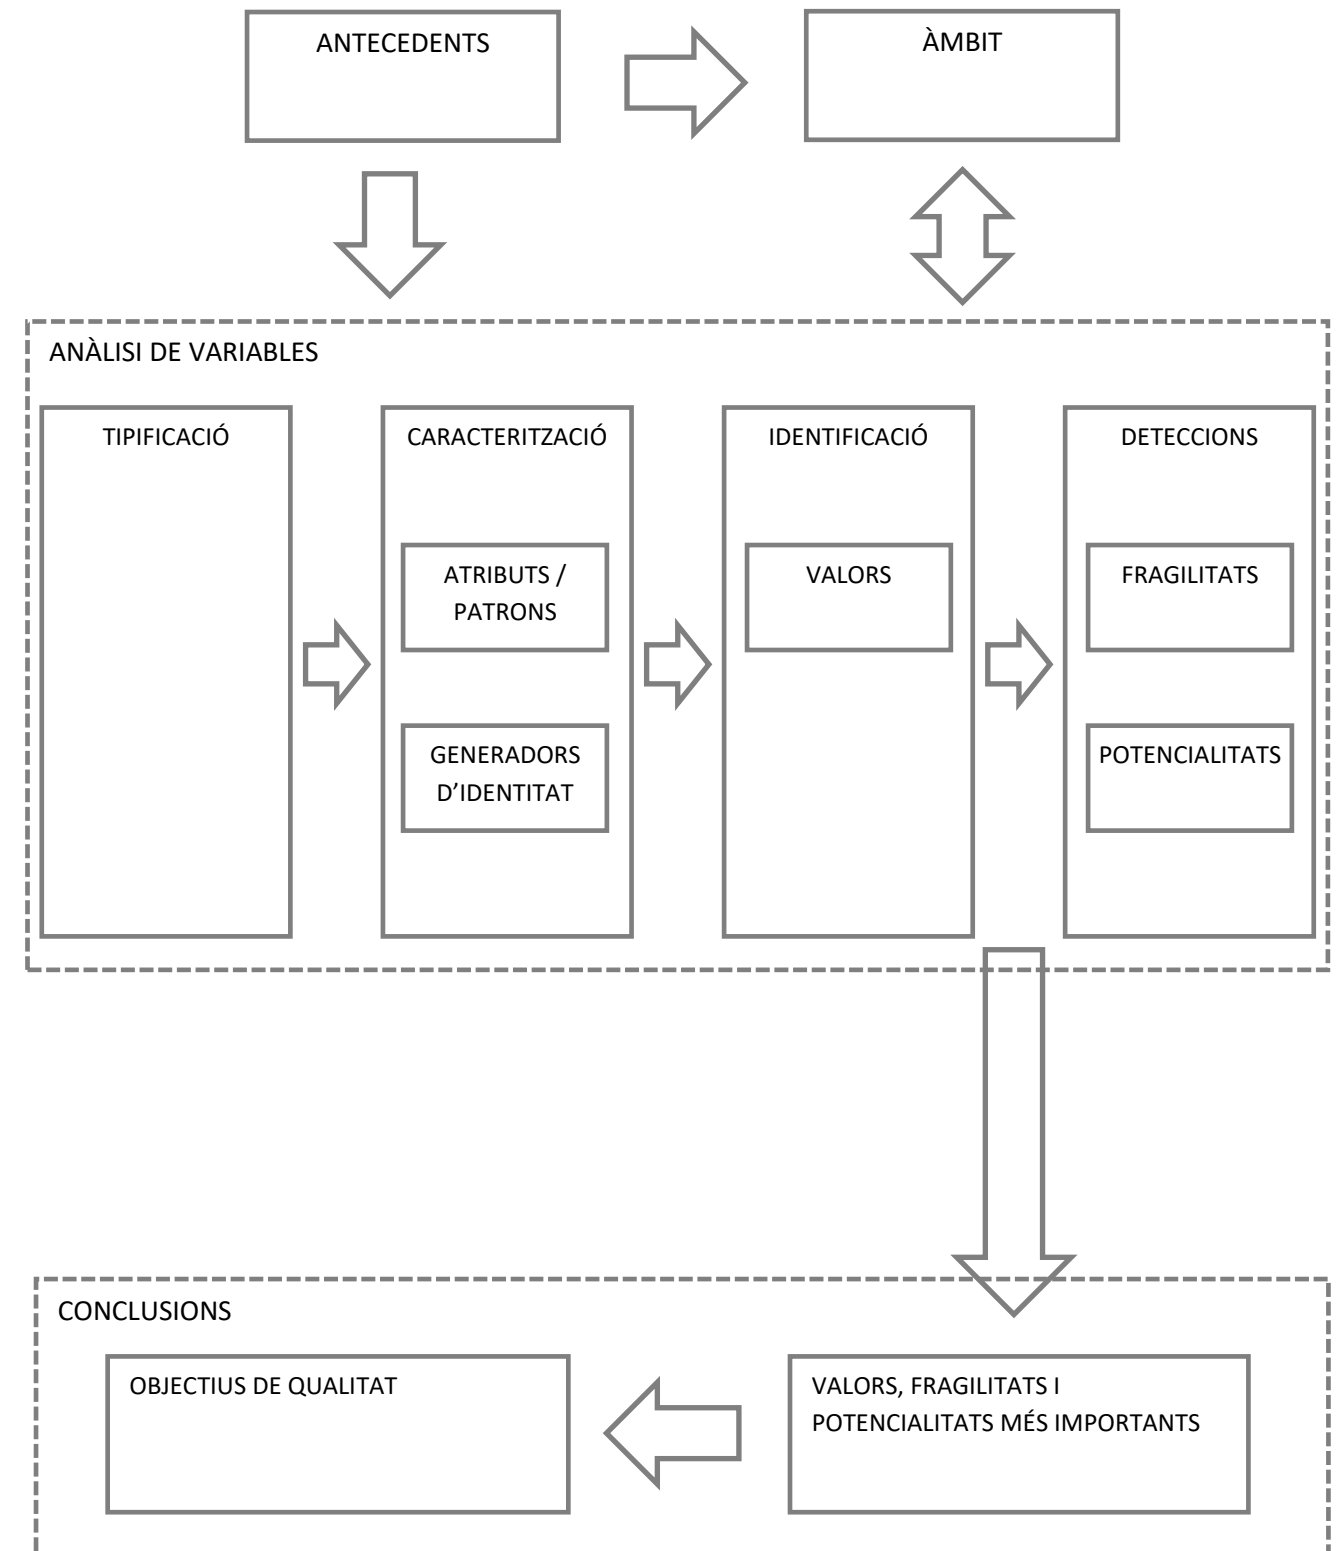 ANTECEDENTS
ÀMBIT
ANÀLISI DE VARIABLES
TIPIFICACIÓ
CARACTERITZACIÓ
IDENTIFICACIÓ
DETECCIONS
ATRIBUTS /
PATRONS
VALORS
FRAGILITATS
GENERADORS
D’IDENTITAT
POTENCIALITATS
CONCLUSIONS
OBJECTIUS DE QUALITAT
VALORS, FRAGILITATS I
POTENCIALITATS MÉS IMPORTANTS